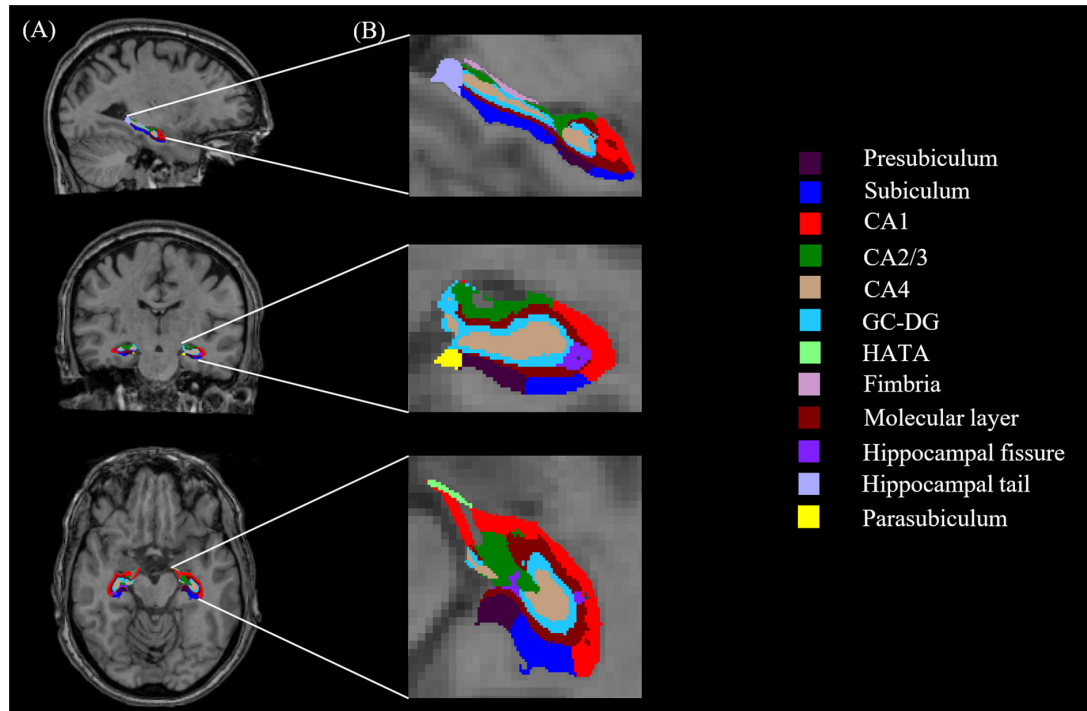 (A)
(B)
Presubiculum
Subiculum
CA1
CA2/3
CA4
GC-DG
HATA
Fimbria
Molecular layer
Hippocampal fissure
Hippocampal tail
Parasubiculum